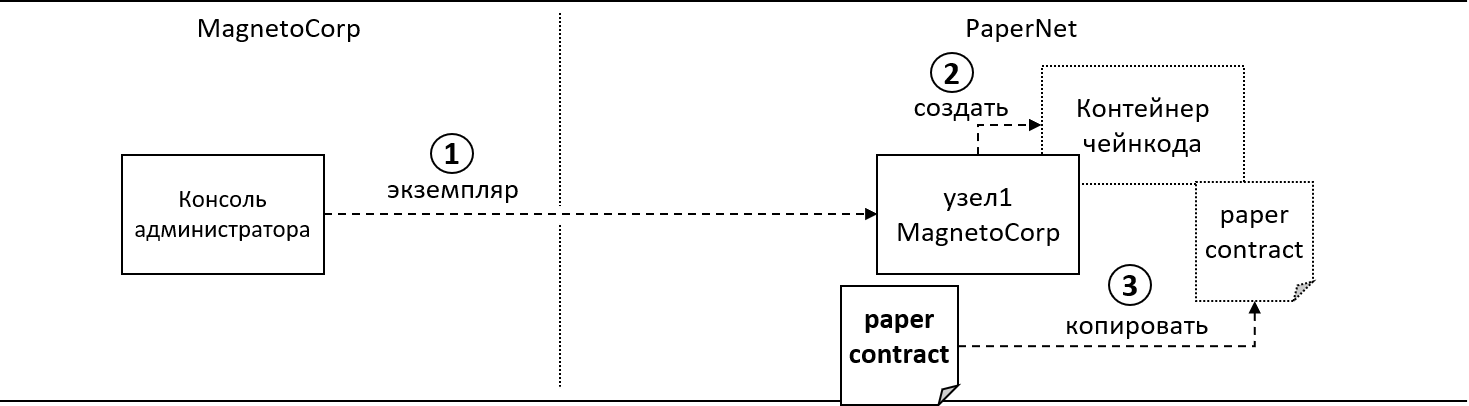 MagnetoCorp
PaperNet
1
экземпляр
Консоль
администратора
2
создать
Контейнер
чейнкода
узел1
MagnetoCorp
paper
contract
3
копировать
paper
contract